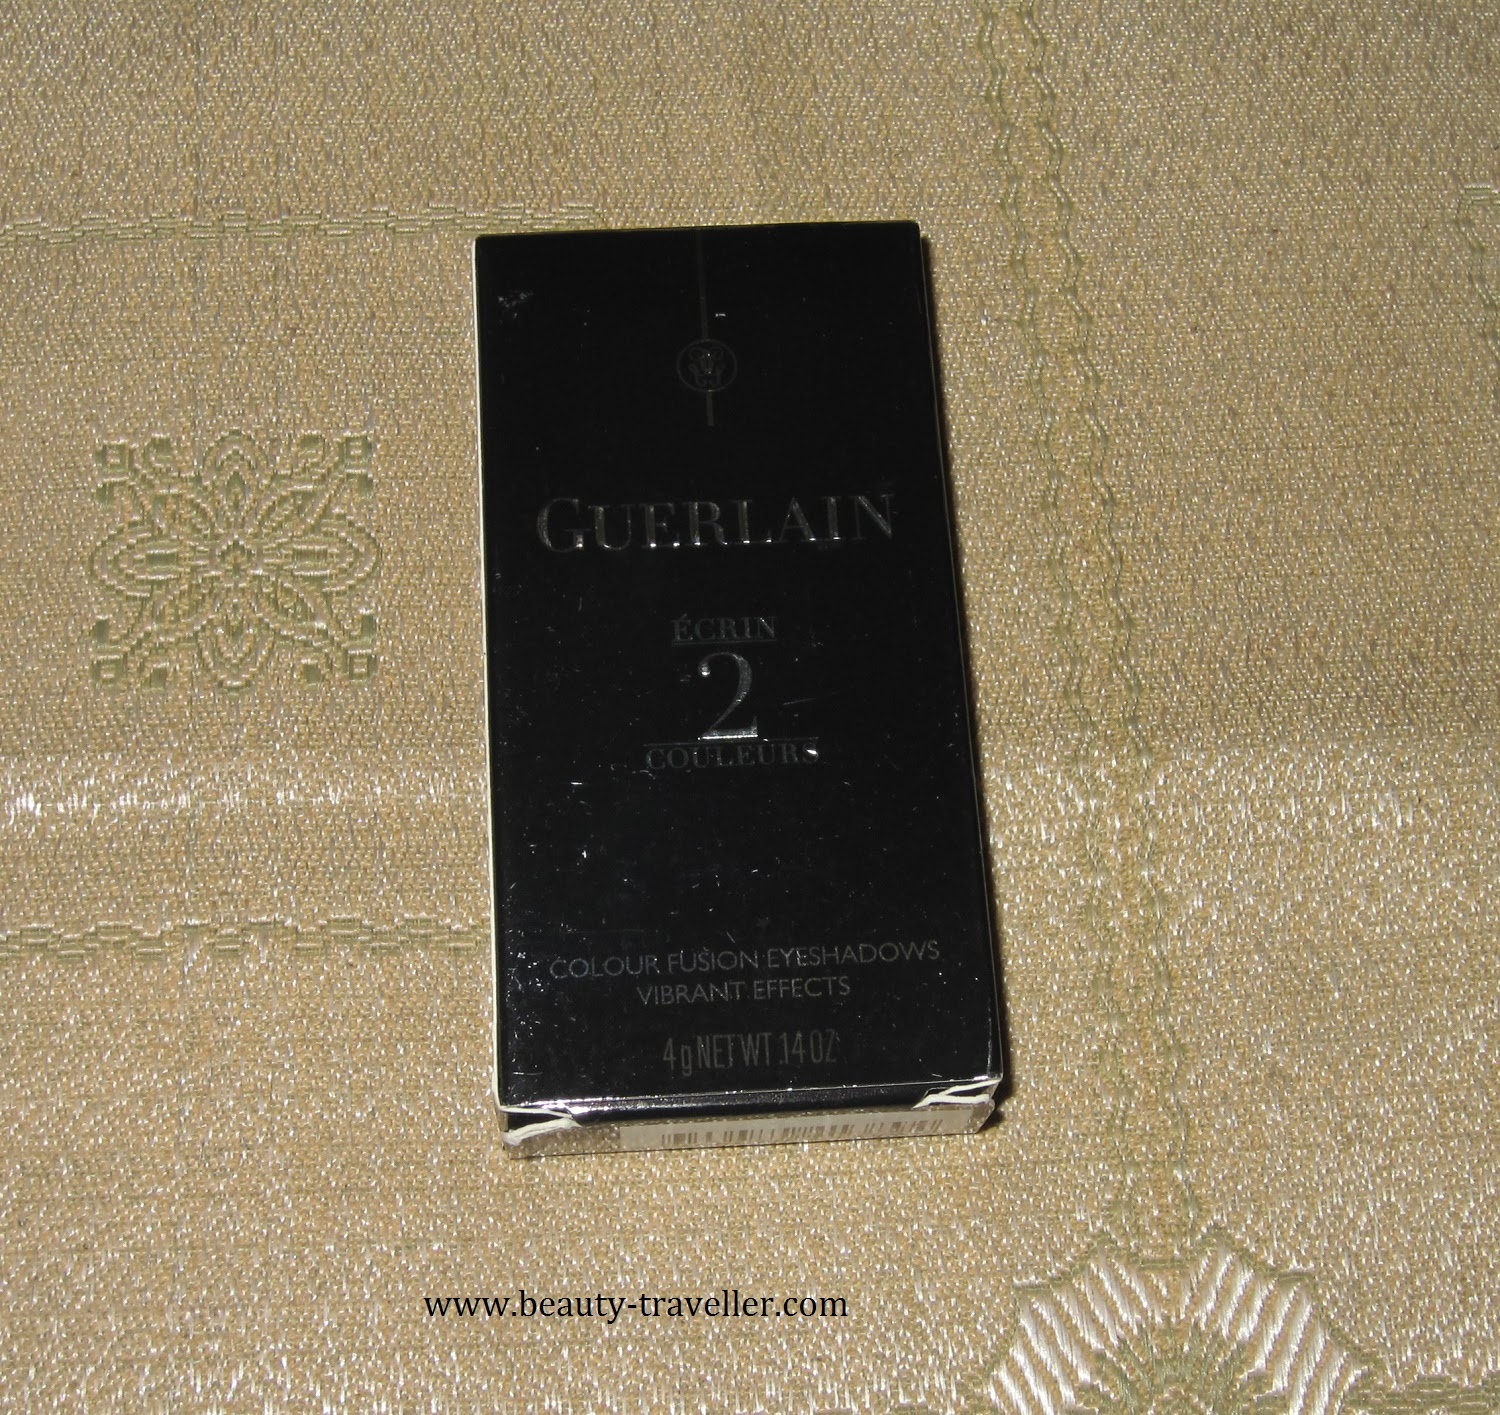 GUERLAIN
ÉCRIN
2
COULEURS
COLOUR FUSION EYESHADOWS
VIBRANT EFFECTS
4g NET WT .14 OZ
www.beauty-traveller.com